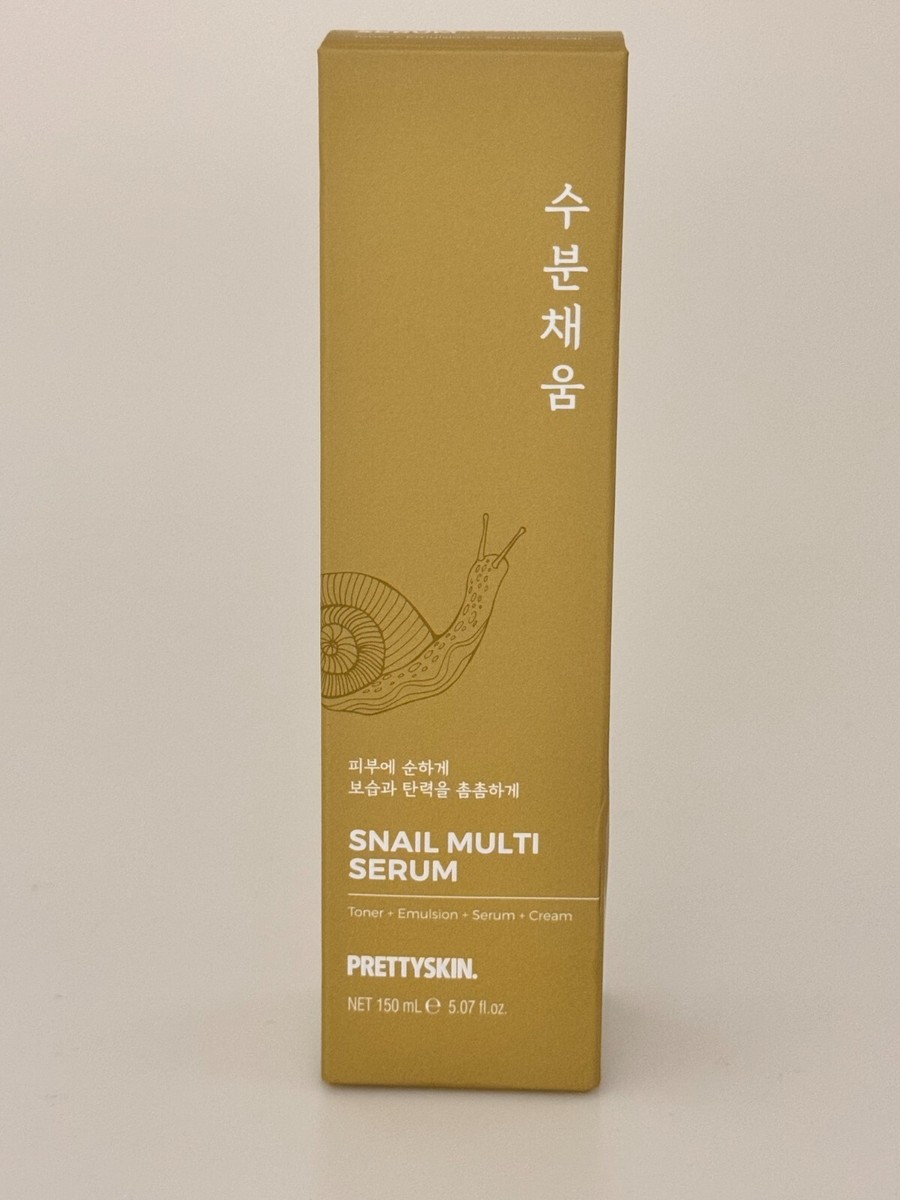 수분채움
피부에 순하게
보습과 탄력을 촘촘하게
SNAIL MULTI
SERUM
Toner + Emulsion + Serum + Cream
PRETTYSKIN.
NET 150 mL ℮ 5.07 fl.oz.